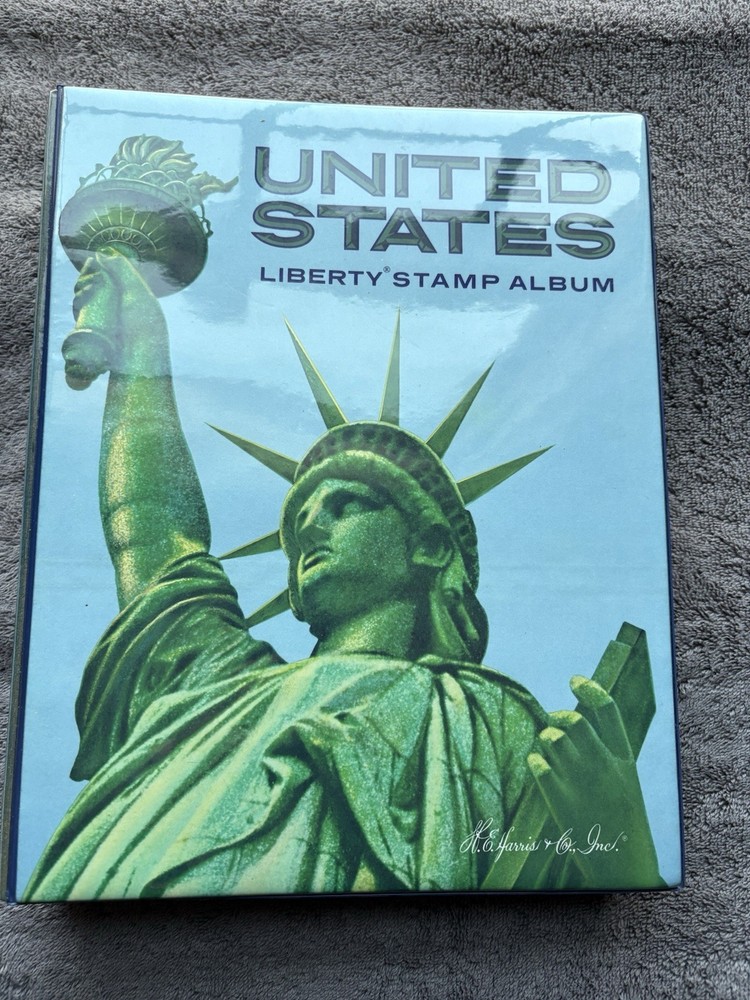 UNITED
STATES
LIBERTY® STAMP ALBUM
H.E. Harris & Co., Inc.®